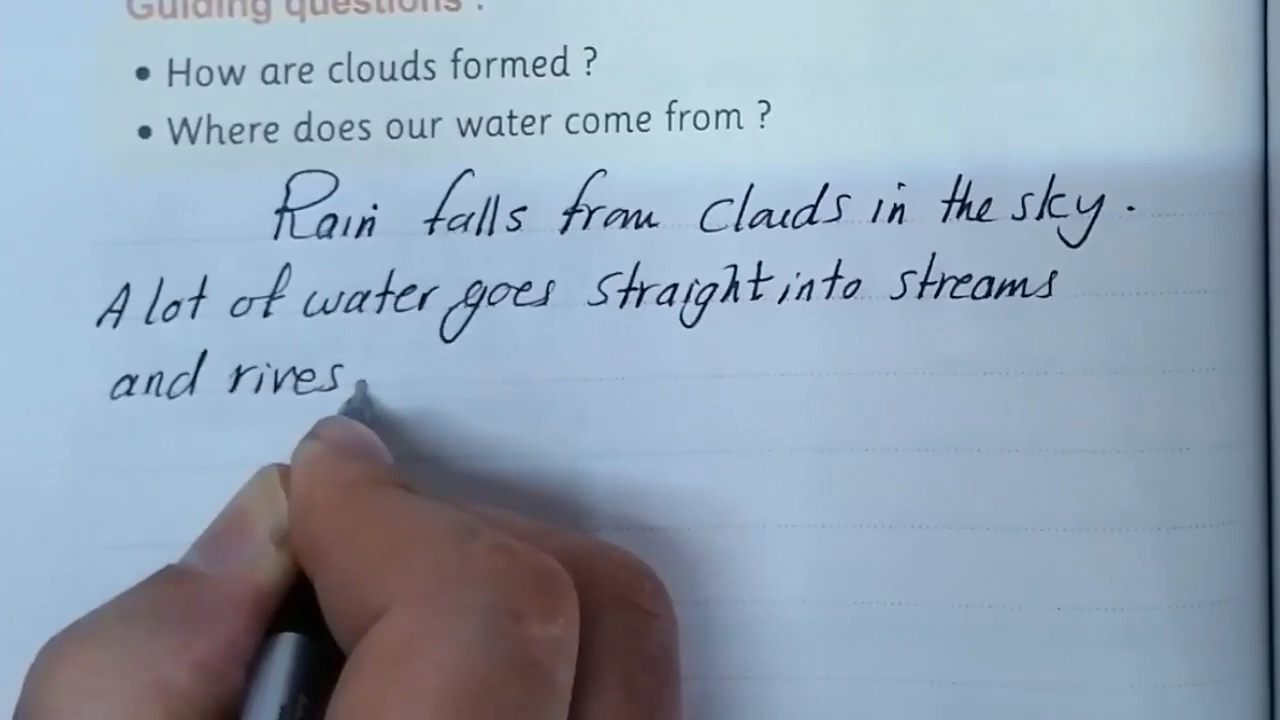 Guiding questions :
• How are clouds formed ?
• Where does our water come from ?
Rain falls from clouds in the sky.
A lot of water goes straight into streams
and rives.